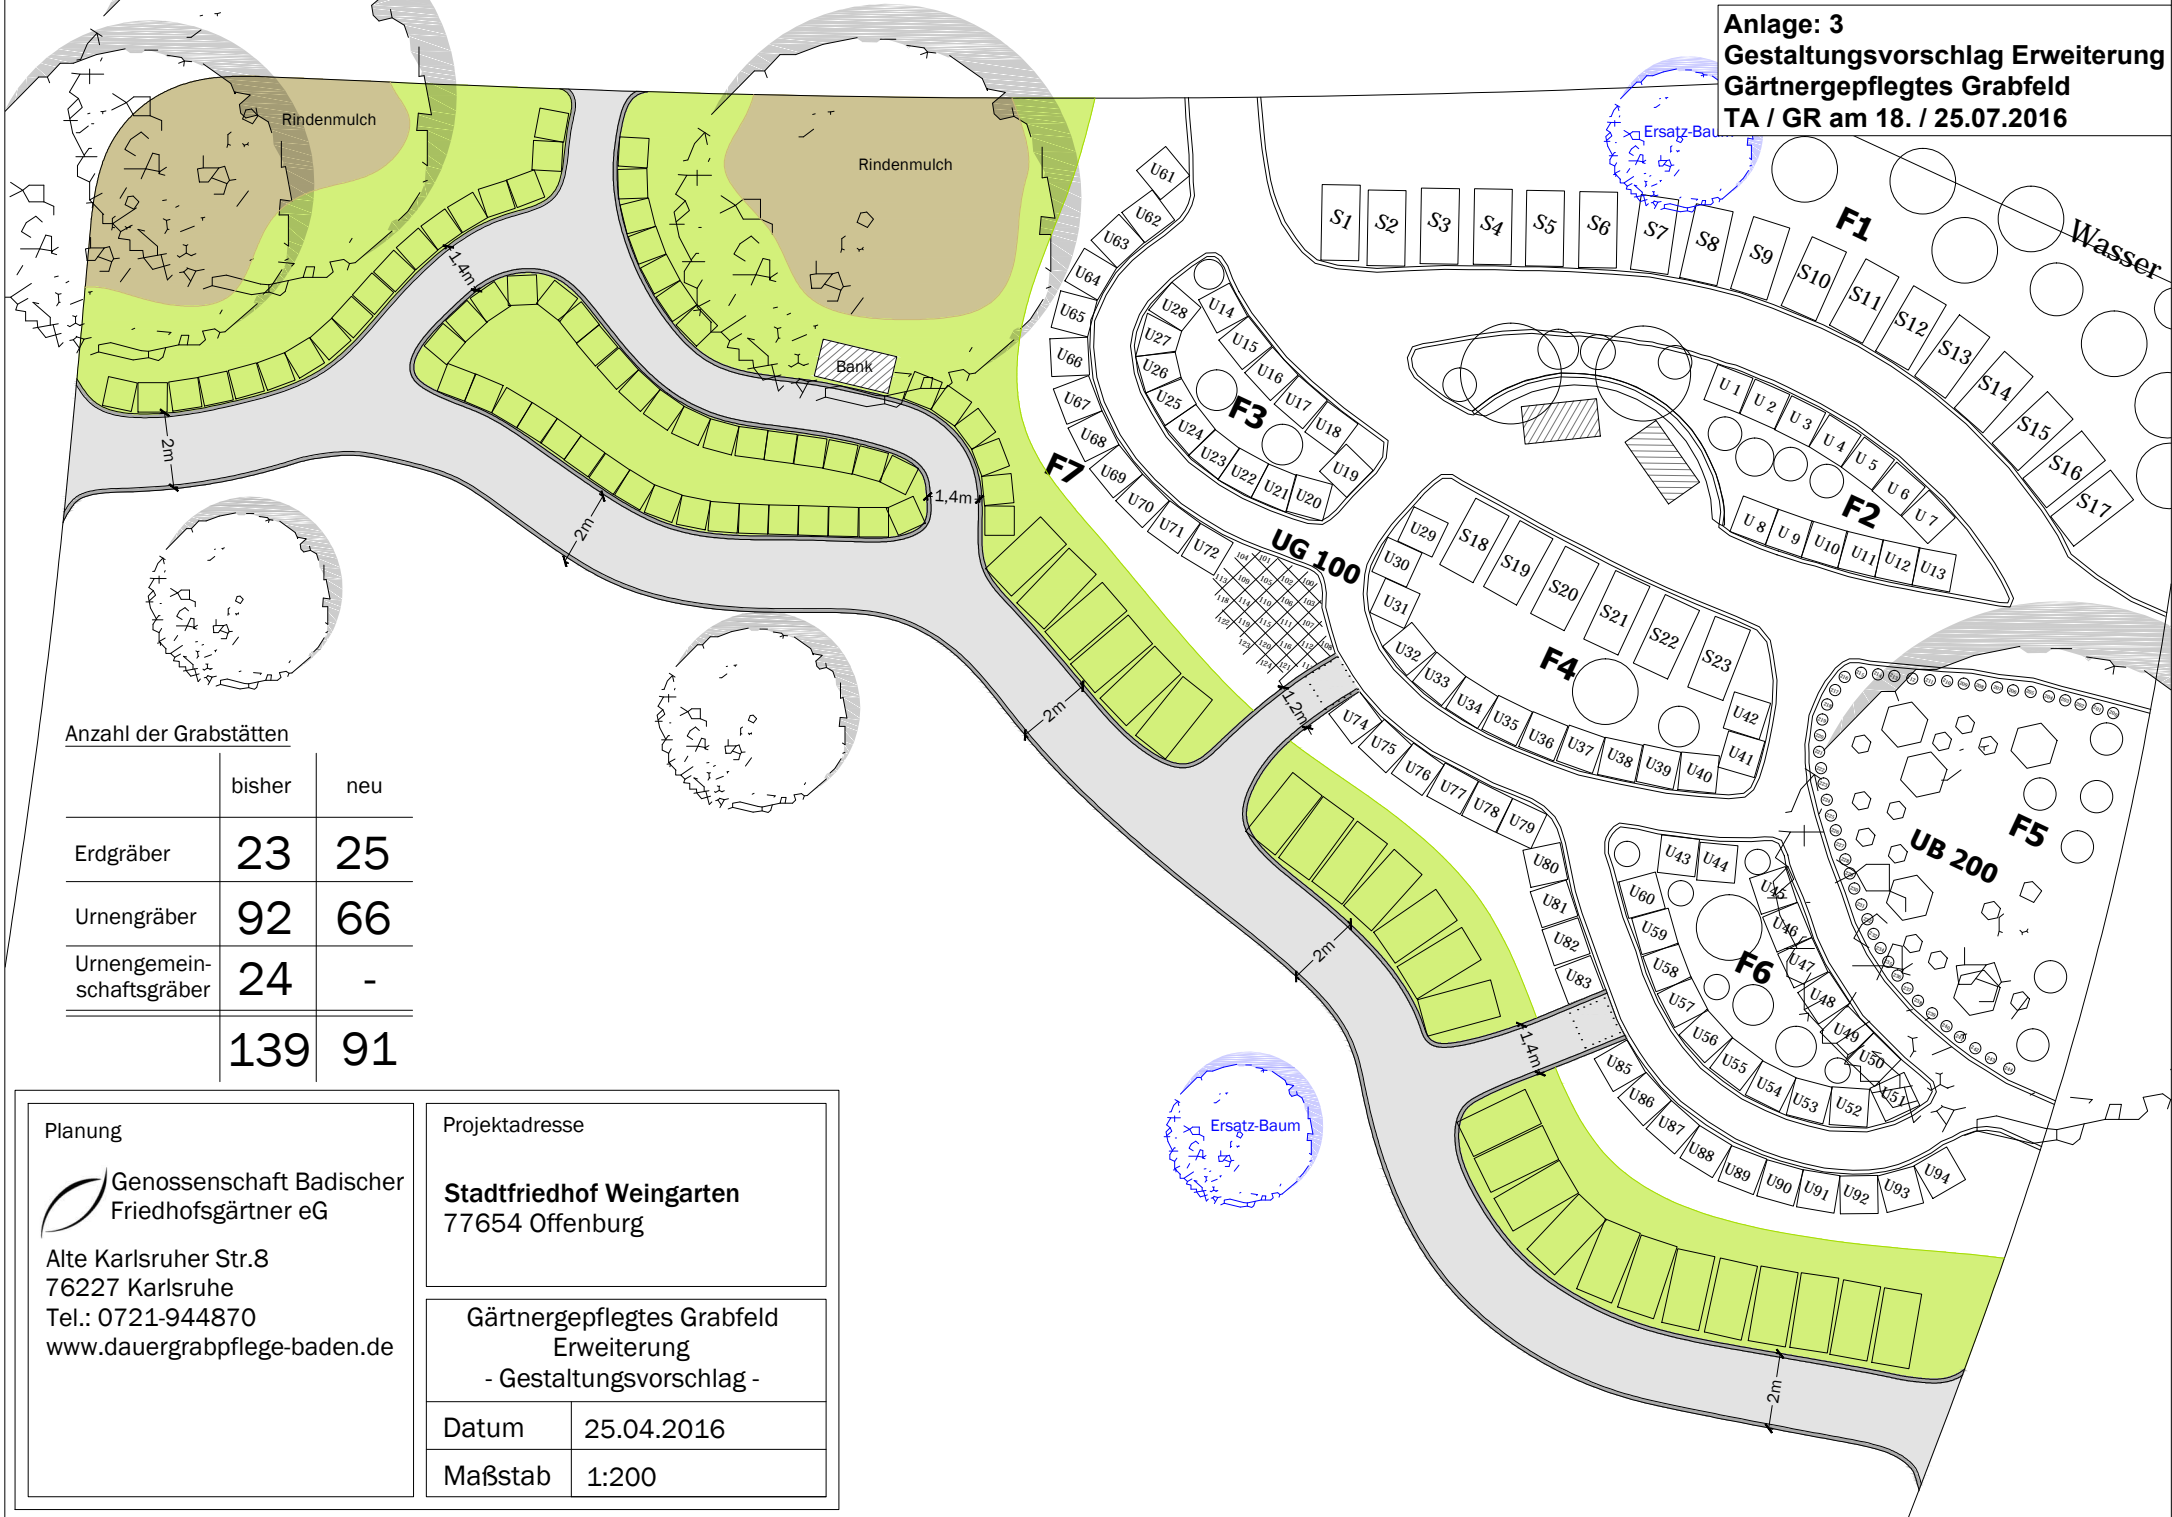 Anlage: 3
Gestaltungsvorschlag Erweiterung
Gärtnergepflegtes Grabfeld
TA / GR am 18. / 25.07.2016
Rindenmulch
Rindenmulch
Ersatz-Baum
Bank
Wasser
F1
S1 S2 S3 S4 S5 S6 S7 S8 S9 S10 S11 S12 S13 S14 S15 S16 S17
F2
U 1 U 2 U 3 U 4 U 5 U 6 U 7
U 8 U 9 U10 U11 U12 U13
F3
U14 U15 U16 U17 U18 U19 U20 U21 U22 U23 U24 U25 U26 U27 U28
F7
U61 U62 U63 U64 U65 U66 U67 U68 U69 U70 U71 U72
UG 100
F4
S18 S19 S20 S21 S22 S23
U29 U30 U31 U32 U33 U34 U35 U36 U37 U38 U39 U40 U41 U42
U74 U75 U76 U77 U78 U79 U80 U81 U82 U83
F5
UB 200
F6
U43 U44 U45 U46 U47 U48 U49 U50 U51 U52 U53 U54 U55 U56 U57 U58 U59 U60
U85 U86 U87 U88 U89 U90 U91 U92 U93 U94
1.4m
2m
2m
1,4m
2m
1,2m
2m
1,4m
2m
Ersatz-Baum
Anzahl der Grabstätten
bisher neu
Erdgräber 23 25
Urnengräber 92 66
Urnengemein-
schaftsgräber 24 -
139 91
Planung
Genossenschaft Badischer
Friedhofsgärtner eG
Alte Karlsruher Str.8
76227 Karlsruhe
Tel.: 0721-944870
www.dauergrabpflege-baden.de
Projektadresse
Stadtfriedhof Weingarten
77654 Offenburg
Gärtnergepflegtes Grabfeld
Erweiterung
- Gestaltungsvorschlag -
Datum 25.04.2016
Maßstab 1:200